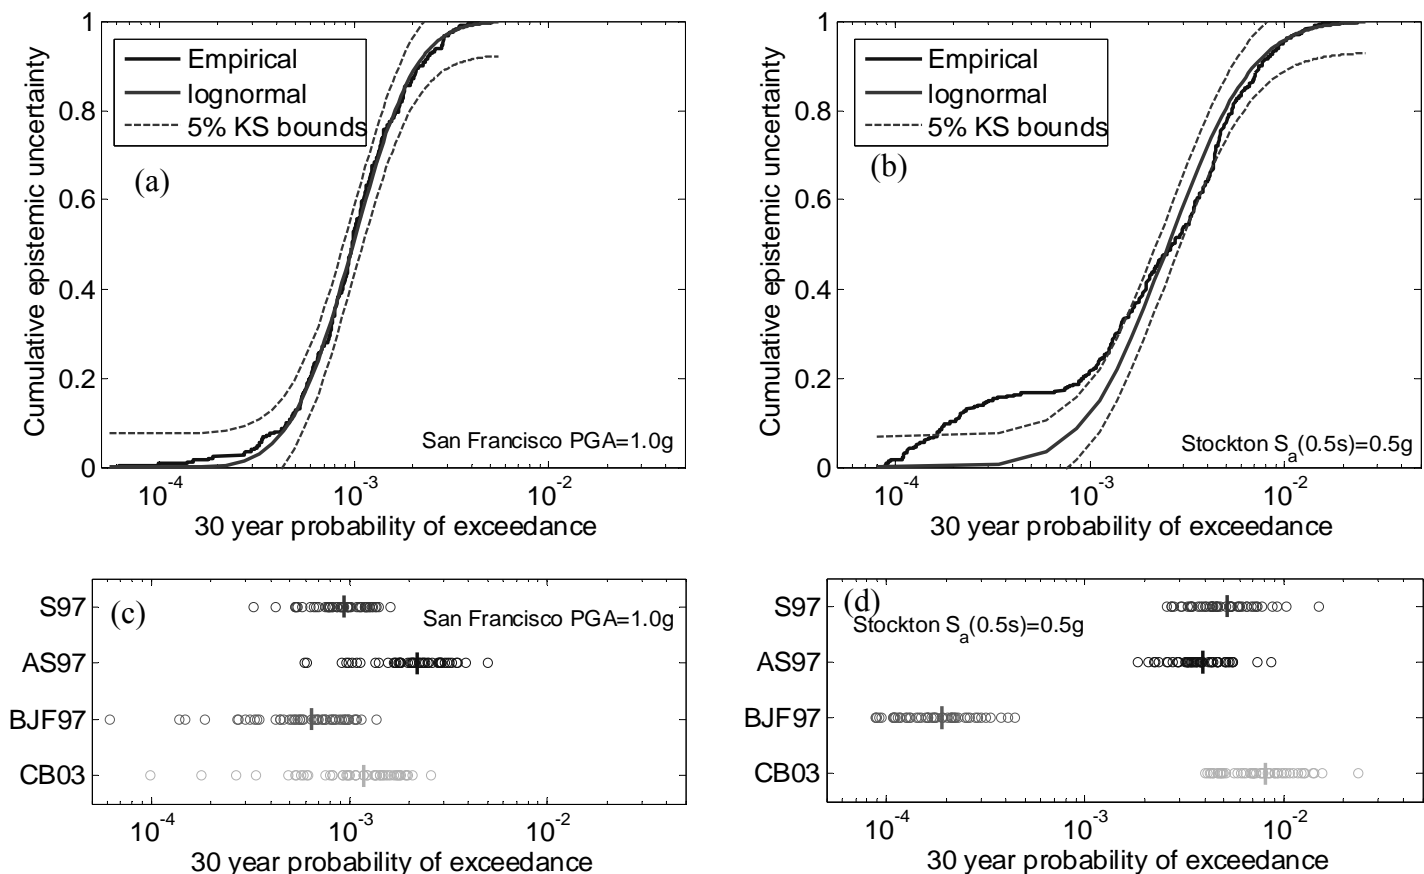 Cumulative epistemic uncertainty
1
0.8
0.6
0.4
0.2
0
Empirical
lognormal
5% KS bounds
(a)
San Francisco PGA=1.0g
10-4
10-3
10-2
30 year probability of exceedance
Cumulative epistemic uncertainty
1
0.8
0.6
0.4
0.2
0
Empirical
lognormal
5% KS bounds
(b)
Stockton Sa(0.5s)=0.5g
10-4
10-3
10-2
30 year probability of exceedance
S97
AS97
BJF97
CB03
(c)
San Francisco PGA=1.0g
10-4
10-3
10-2
30 year probability of exceedance
S97
AS97
BJF97
CB03
(d)
Stockton Sa(0.5s)=0.5g
10-4
10-3
10-2
30 year probability of exceedance